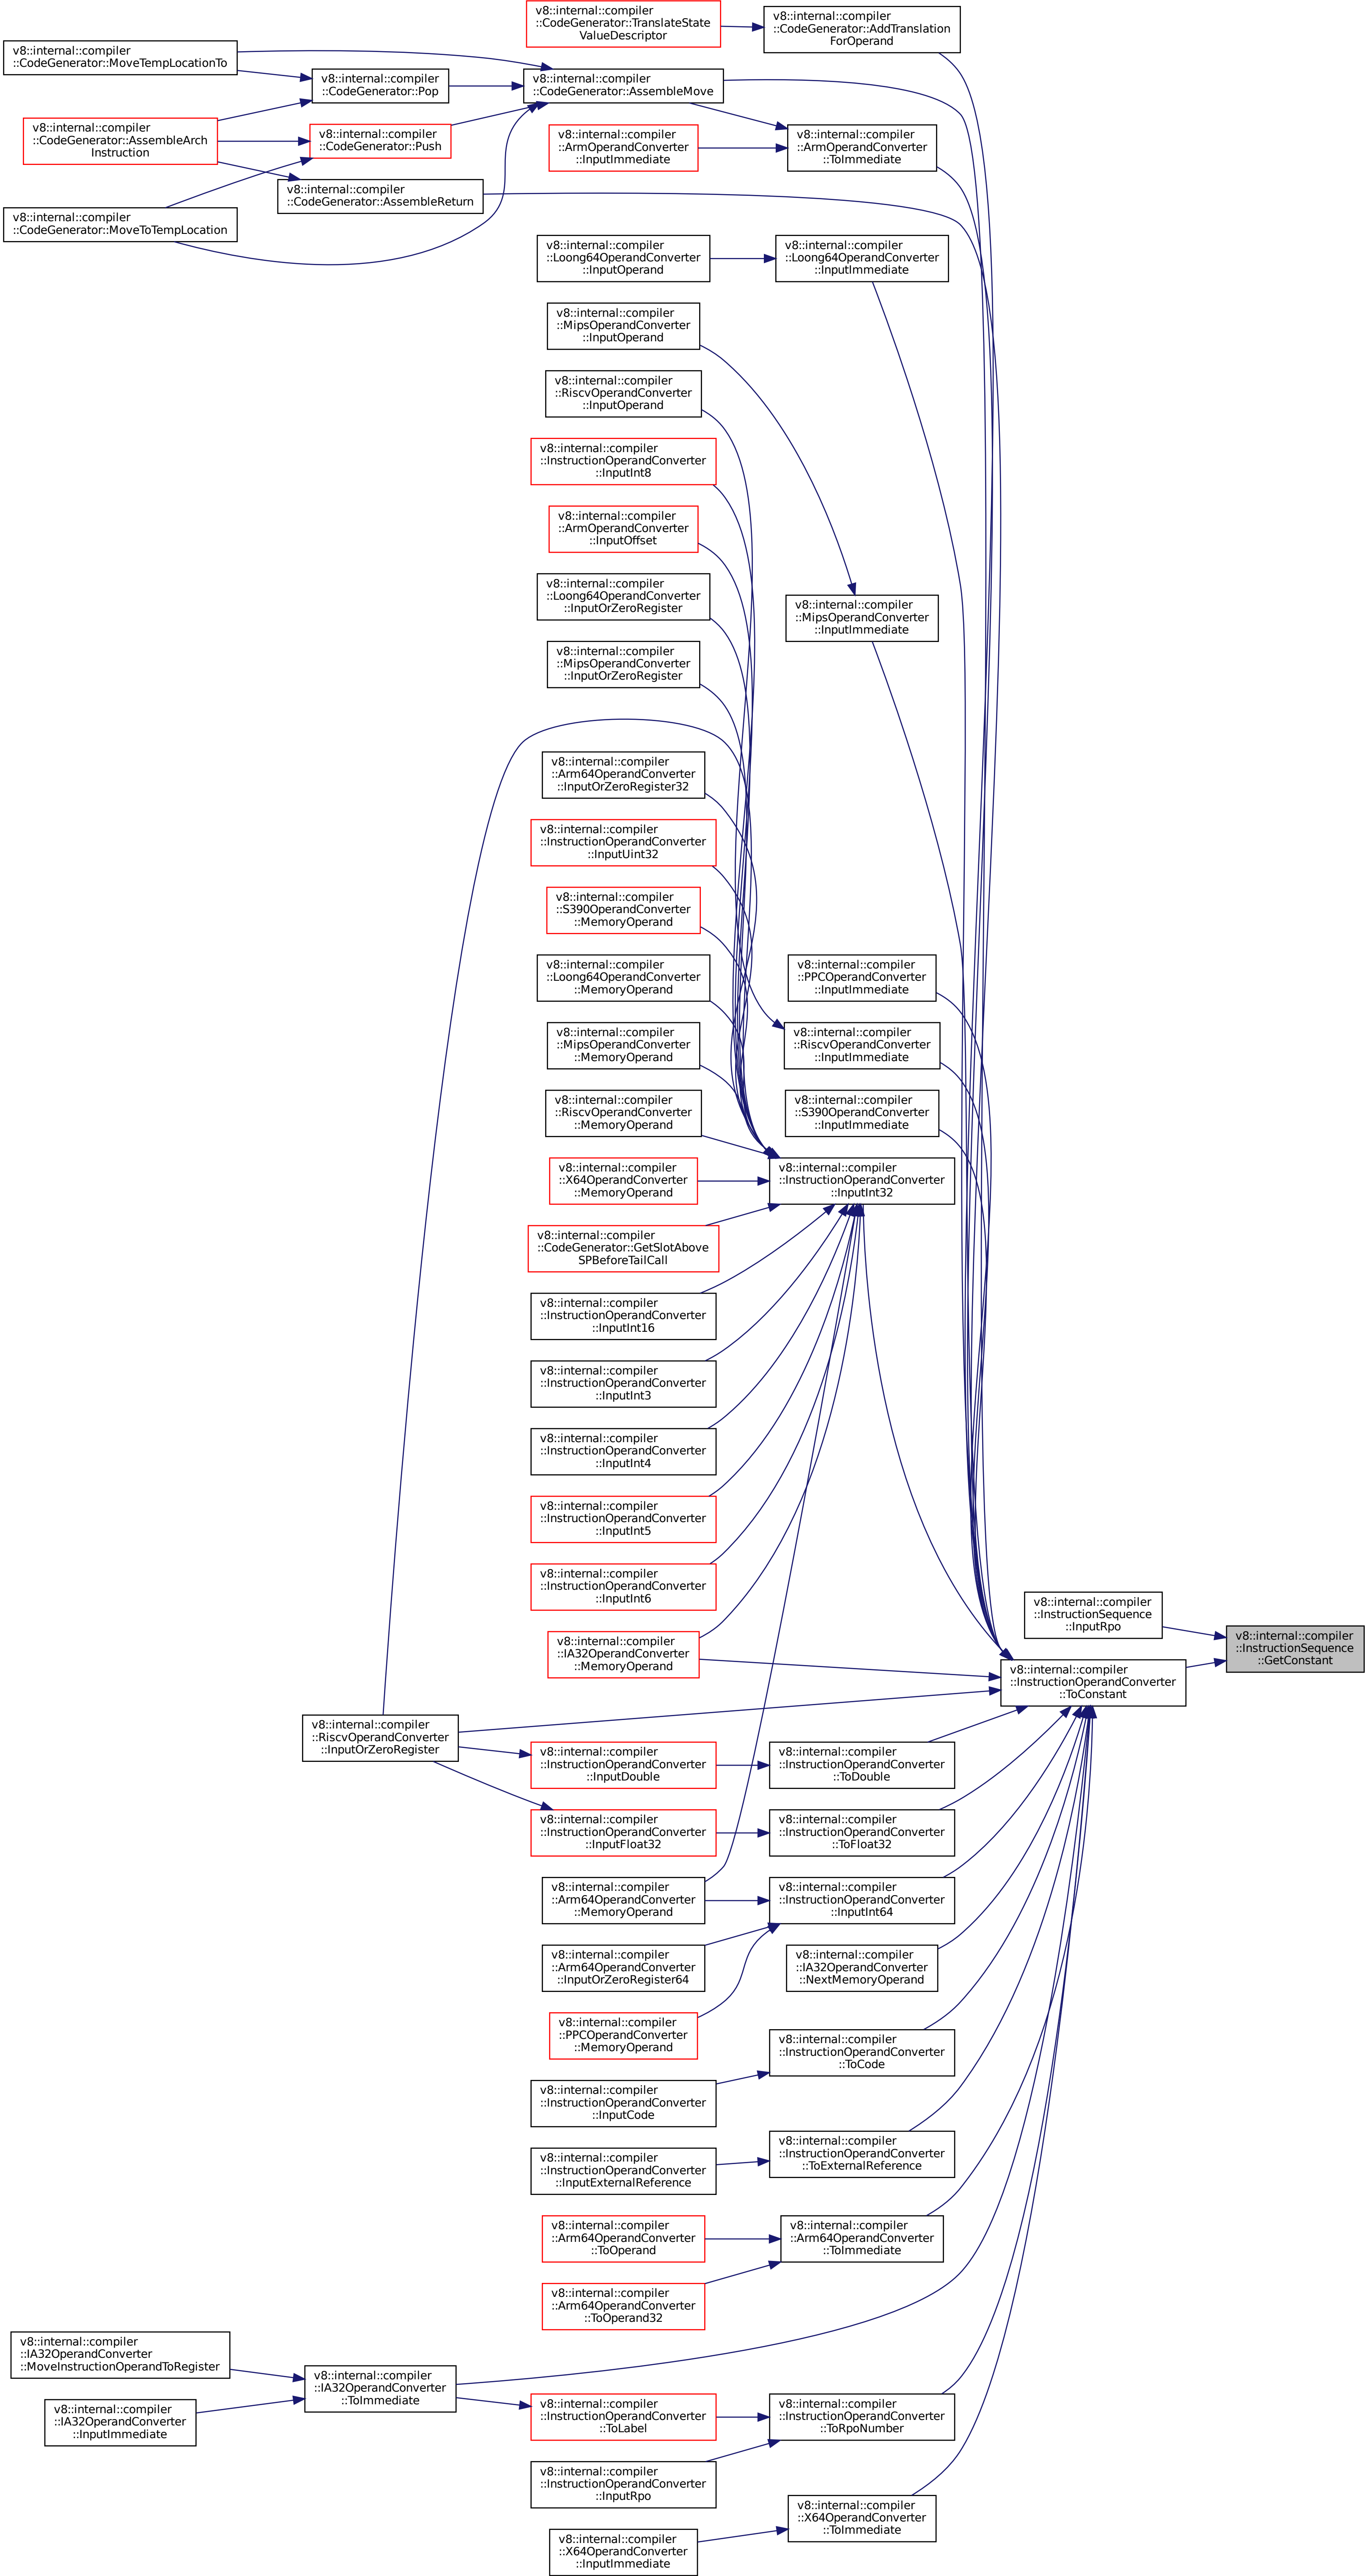 v8::internal::compiler
::CodeGenerator::TranslateState
ValueDescriptor
v8::internal::compiler
::CodeGenerator::AddTranslation
ForOperand
v8::internal::compiler
::CodeGenerator::MoveTempLocationTo
v8::internal::compiler
::CodeGenerator::Pop
v8::internal::compiler
::CodeGenerator::AssembleMove
v8::internal::compiler
::CodeGenerator::AssembleArch
Instruction
v8::internal::compiler
::CodeGenerator::Push
v8::internal::compiler
::ArmOperandConverter
::InputImmediate
v8::internal::compiler
::ArmOperandConverter
::ToImmediate
v8::internal::compiler
::CodeGenerator::AssembleReturn
v8::internal::compiler
::CodeGenerator::MoveToTempLocation
v8::internal::compiler
::Loong64OperandConverter
::InputOperand
v8::internal::compiler
::Loong64OperandConverter
::InputImmediate
v8::internal::compiler
::MipsOperandConverter
::InputOperand
v8::internal::compiler
::RiscvOperandConverter
::InputOperand
v8::internal::compiler
::InstructionOperandConverter
::InputInt8
v8::internal::compiler
::ArmOperandConverter
::InputOffset
v8::internal::compiler
::Loong64OperandConverter
::InputOrZeroRegister
v8::internal::compiler
::MipsOperandConverter
::InputImmediate
v8::internal::compiler
::MipsOperandConverter
::InputOrZeroRegister
v8::internal::compiler
::Arm64OperandConverter
::InputOrZeroRegister32
v8::internal::compiler
::InstructionOperandConverter
::InputUint32
v8::internal::compiler
::S390OperandConverter
::MemoryOperand
v8::internal::compiler
::Loong64OperandConverter
::MemoryOperand
v8::internal::compiler
::PPCOperandConverter
::InputImmediate
v8::internal::compiler
::MipsOperandConverter
::MemoryOperand
v8::internal::compiler
::RiscvOperandConverter
::InputImmediate
v8::internal::compiler
::RiscvOperandConverter
::MemoryOperand
v8::internal::compiler
::S390OperandConverter
::InputImmediate
v8::internal::compiler
::X64OperandConverter
::MemoryOperand
v8::internal::compiler
::InstructionOperandConverter
::InputInt32
v8::internal::compiler
::CodeGenerator::GetSlotAbove
SPBeforeTailCall
v8::internal::compiler
::InstructionOperandConverter
::InputInt16
v8::internal::compiler
::InstructionOperandConverter
::InputInt3
v8::internal::compiler
::InstructionOperandConverter
::InputInt4
v8::internal::compiler
::InstructionOperandConverter
::InputInt5
v8::internal::compiler
::InstructionOperandConverter
::InputInt6
v8::internal::compiler
::InstructionSequence
::InputRpo
v8::internal::compiler
::InstructionSequence
::GetConstant
v8::internal::compiler
::IA32OperandConverter
::MemoryOperand
v8::internal::compiler
::InstructionOperandConverter
::ToConstant
v8::internal::compiler
::RiscvOperandConverter
::InputOrZeroRegister
v8::internal::compiler
::InstructionOperandConverter
::InputDouble
v8::internal::compiler
::InstructionOperandConverter
::ToDouble
v8::internal::compiler
::InstructionOperandConverter
::InputFloat32
v8::internal::compiler
::InstructionOperandConverter
::ToFloat32
v8::internal::compiler
::Arm64OperandConverter
::MemoryOperand
v8::internal::compiler
::InstructionOperandConverter
::InputInt64
v8::internal::compiler
::Arm64OperandConverter
::InputOrZeroRegister64
v8::internal::compiler
::IA32OperandConverter
::NextMemoryOperand
v8::internal::compiler
::PPCOperandConverter
::MemoryOperand
v8::internal::compiler
::InstructionOperandConverter
::ToCode
v8::internal::compiler
::InstructionOperandConverter
::InputCode
v8::internal::compiler
::InstructionOperandConverter
::ToExternalReference
v8::internal::compiler
::InstructionOperandConverter
::InputExternalReference
v8::internal::compiler
::Arm64OperandConverter
::ToOperand
v8::internal::compiler
::Arm64OperandConverter
::ToImmediate
v8::internal::compiler
::Arm64OperandConverter
::ToOperand32
v8::internal::compiler
::IA32OperandConverter
::MoveInstructionOperandToRegister
v8::internal::compiler
::IA32OperandConverter
::ToImmediate
v8::internal::compiler
::IA32OperandConverter
::InputImmediate
v8::internal::compiler
::InstructionOperandConverter
::ToLabel
v8::internal::compiler
::InstructionOperandConverter
::ToRpoNumber
v8::internal::compiler
::InstructionOperandConverter
::InputRpo
v8::internal::compiler
::X64OperandConverter
::ToImmediate
v8::internal::compiler
::X64OperandConverter
::InputImmediate